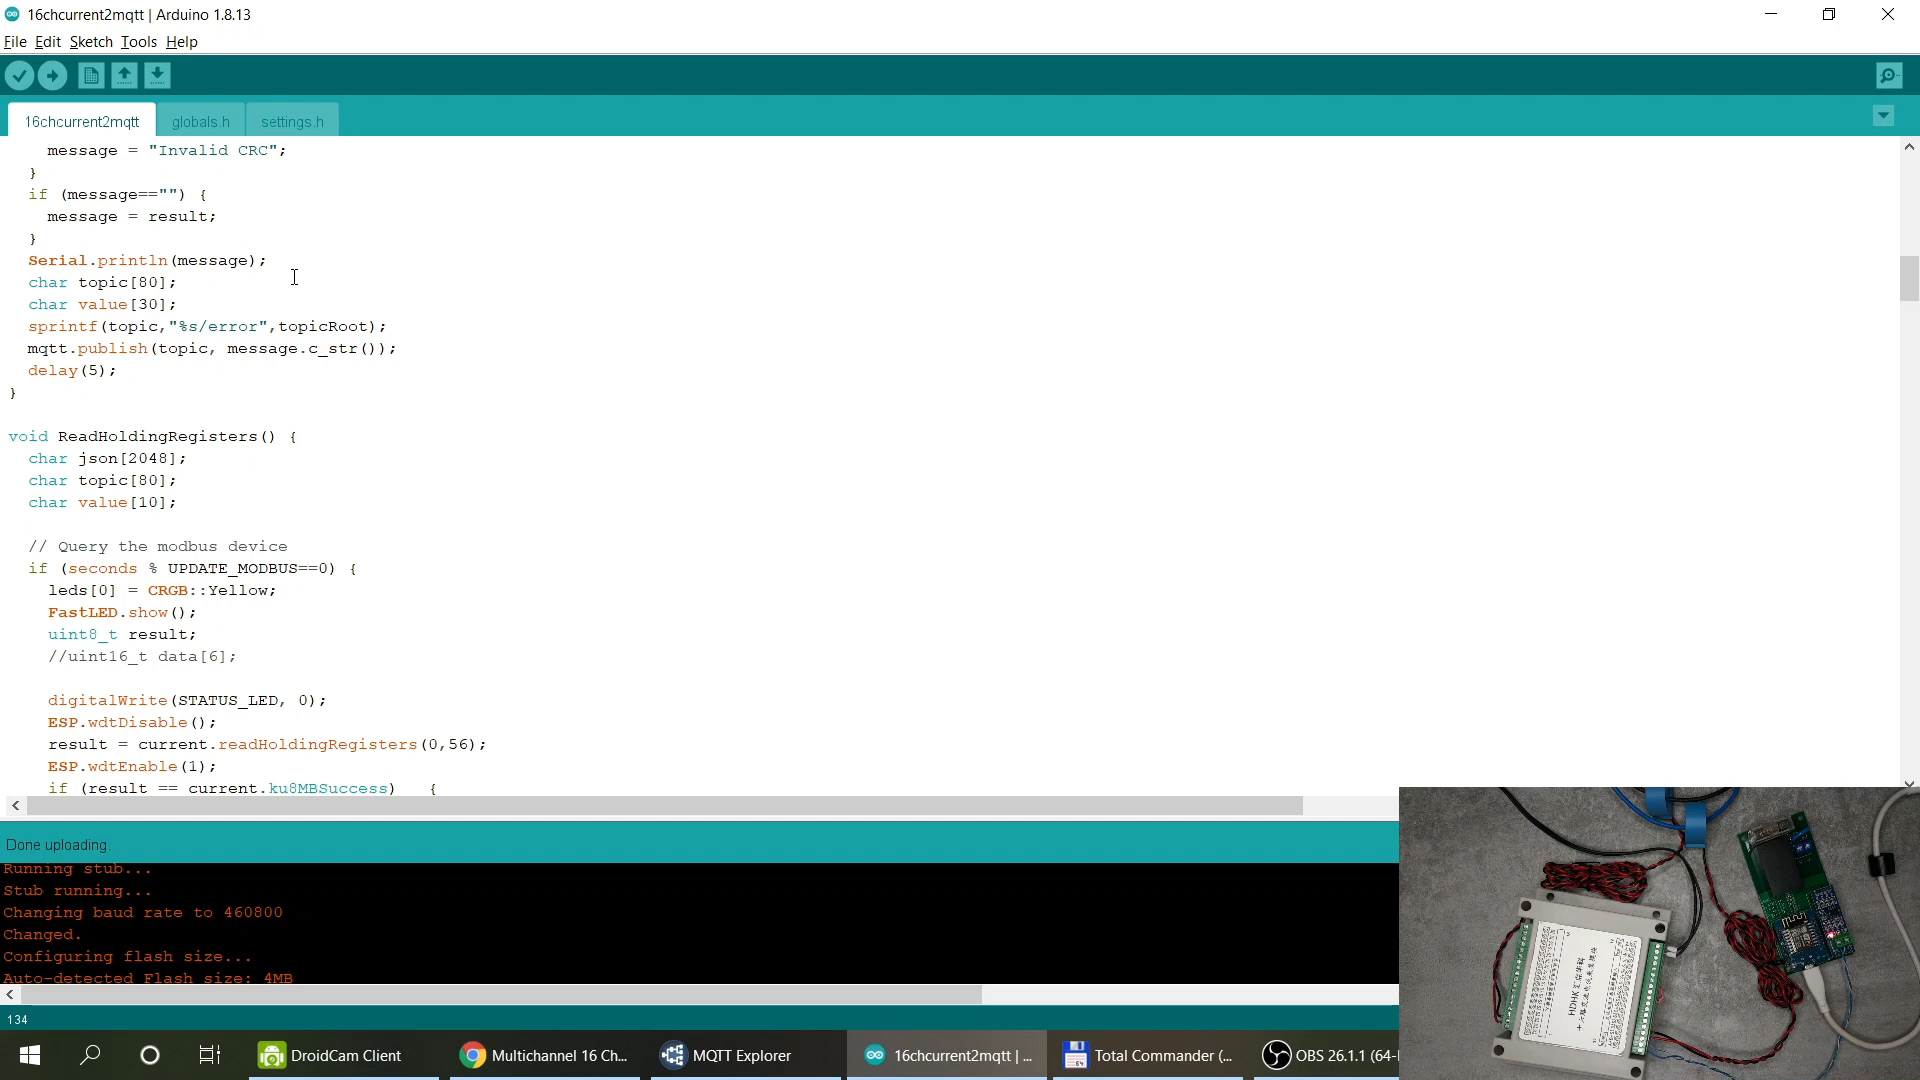 16chcurrent2mqtt | Arduino 1.8.13
File Edit Sketch Tools Help
16chcurrent2mqtt globals.h settings.h
message = "Invalid CRC";
}
if (message=="") {
message = result;
}
Serial.println(message);
char topic[80];
char value[30];
sprintf(topic,"%s/error",topicRoot);
mqtt.publish(topic, message.c_str());
delay(5);
}
void ReadHoldingRegisters() {
char json[2048];
char topic[80];
char value[10];
// Query the modbus device
if (seconds % UPDATE_MODBUS==0) {
leds[0] = CRGB::Yellow;
FastLED.show();
uint8_t result;
//uint16_t data[6];
digitalWrite(STATUS_LED, 0);
ESP.wdtDisable();
result = current.readHoldingRegisters(0,56);
ESP.wdtEnable(1);
if (result == current.ku8MBSuccess) {
Done uploading.
Running stub...
Stub running...
Changing baud rate to 460800
Changed.
Configuring flash size...
Auto-detected Flash size: 4MB
134
DroidCam Client
Multichannel 16 Ch...
MQTT Explorer
16chcurrent2mqtt | ...
Total Commander (...
OBS 26.1.1 (64-
HDHK